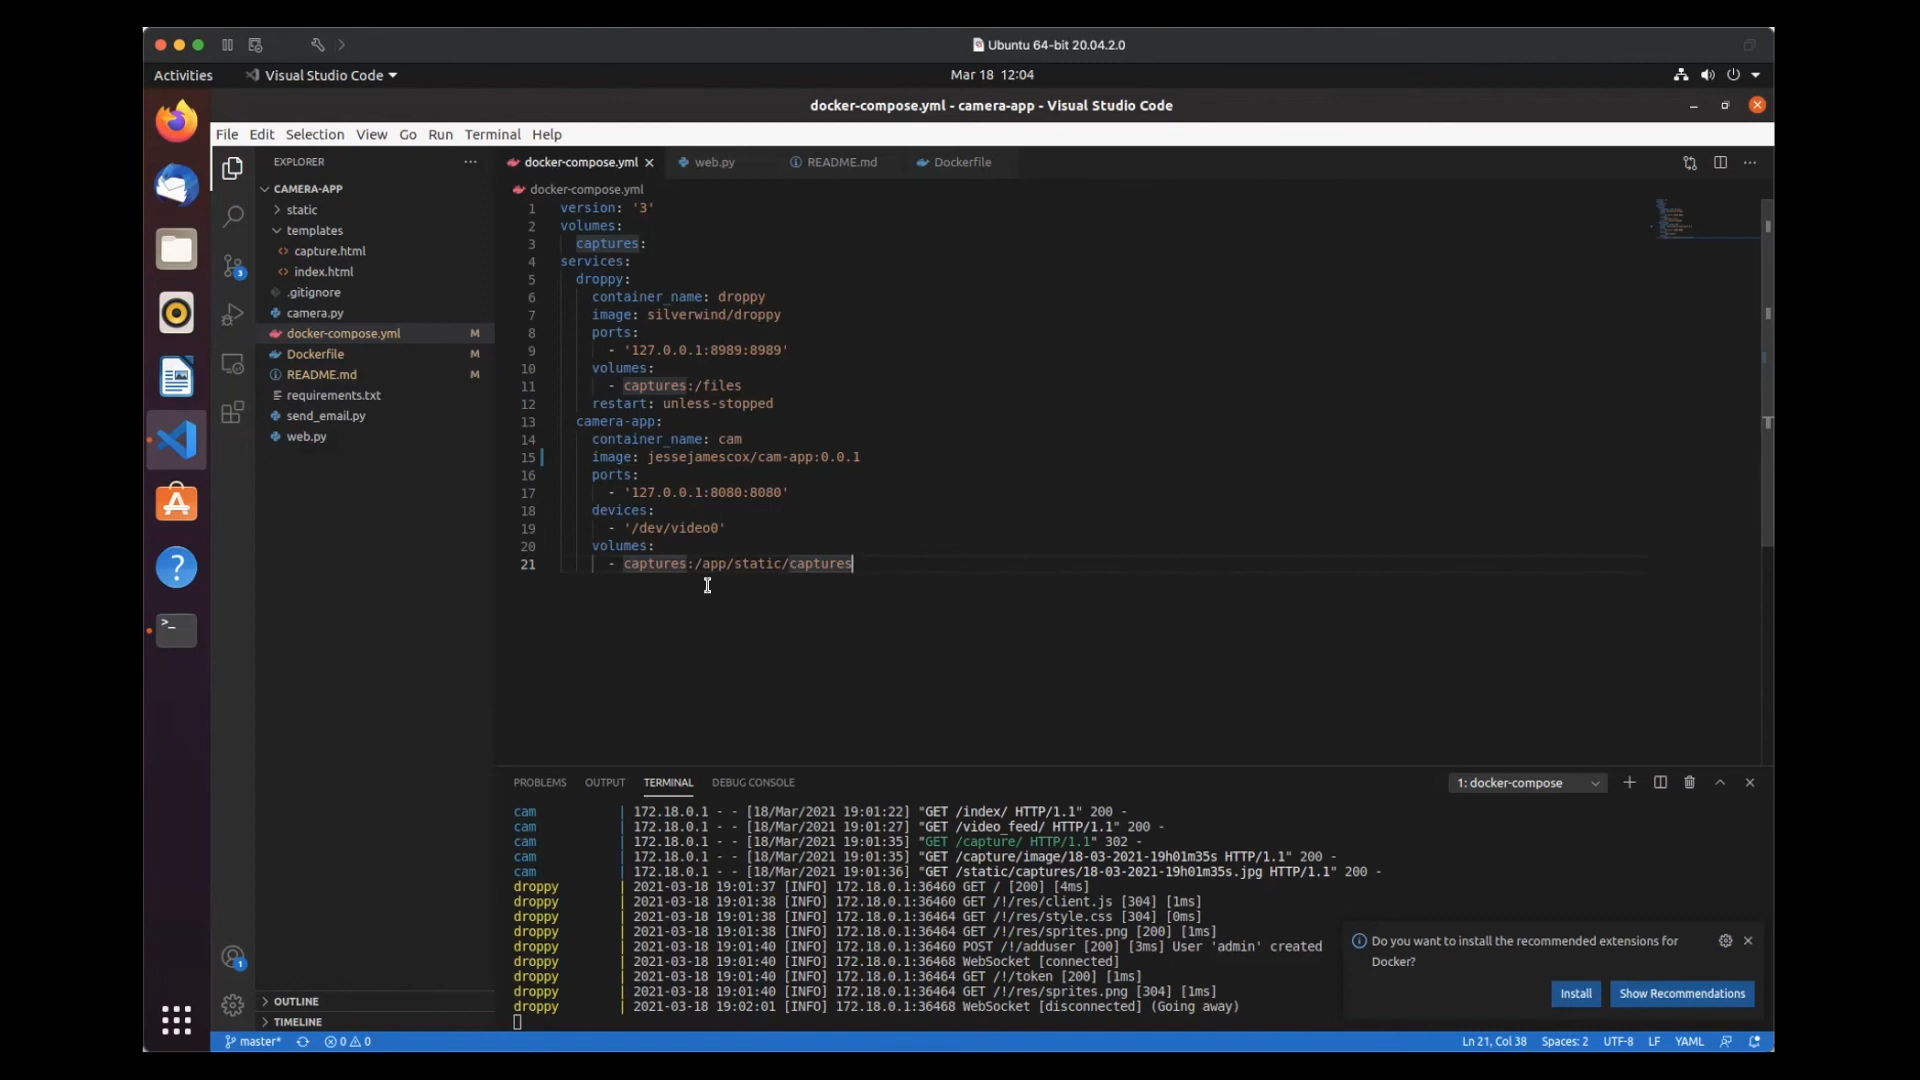 Ubuntu 64-bit 20.04.2.0
Activities
Visual Studio Code
Mar 18 12:04
docker-compose.yml - camera-app - Visual Studio Code
File Edit Selection View Go Run Terminal Help
EXPLORER
CAMERA-APP
static
templates
capture.html
index.html
.gitignore
camera.py
docker-compose.yml M
Dockerfile M
README.md M
requirements.txt
send_email.py
web.py
OUTLINE
TIMELINE
3
1
docker-compose.yml web.py README.md Dockerfile
docker-compose.yml
1 version: '3'
2 volumes:
3 captures:
4 services:
5 droppy:
6 container_name: droppy
7 image: silverwind/droppy
8 ports:
9 - '127.0.0.1:8989:8989'
10 volumes:
11 - captures:/files
12 restart: unless-stopped
13 camera-app:
14 container_name: cam
15 image: jessejamescox/cam-app:0.0.1
16 ports:
17 - '127.0.0.1:8080:8080'
18 devices:
19 - '/dev/video0'
20 volumes:
21 - captures:/app/static/captures
PROBLEMS OUTPUT TERMINAL DEBUG CONSOLE
1: docker-compose
cam | 172.18.0.1 - - [18/Mar/2021 19:01:22] "GET /index/ HTTP/1.1" 200 -
cam | 172.18.0.1 - - [18/Mar/2021 19:01:27] "GET /video_feed/ HTTP/1.1" 200 -
cam | 172.18.0.1 - - [18/Mar/2021 19:01:35] "GET /capture/ HTTP/1.1" 302 -
cam | 172.18.0.1 - - [18/Mar/2021 19:01:35] "GET /capture/image/18-03-2021-19h01m35s HTTP/1.1" 200 -
cam | 172.18.0.1 - - [18/Mar/2021 19:01:36] "GET /static/captures/18-03-2021-19h01m35s.jpg HTTP/1.1" 200 -
droppy | 2021-03-18 19:01:37 [INFO] 172.18.0.1:36460 GET / [200] [4ms]
droppy | 2021-03-18 19:01:38 [INFO] 172.18.0.1:36460 GET /!/res/client.js [304] [1ms]
droppy | 2021-03-18 19:01:38 [INFO] 172.18.0.1:36464 GET /!/res/style.css [304] [0ms]
droppy | 2021-03-18 19:01:38 [INFO] 172.18.0.1:36464 GET /!/res/sprites.png [200] [1ms]
droppy | 2021-03-18 19:01:40 [INFO] 172.18.0.1:36460 POST /!/adduser [200] [3ms] User 'admin' created
droppy | 2021-03-18 19:01:40 [INFO] 172.18.0.1:36468 WebSocket [connected]
droppy | 2021-03-18 19:01:40 [INFO] 172.18.0.1:36464 GET /!/token [200] [1ms]
droppy | 2021-03-18 19:01:40 [INFO] 172.18.0.1:36464 GET /!/res/sprites.png [304] [1ms]
droppy | 2021-03-18 19:02:01 [INFO] 172.18.0.1:36468 WebSocket [disconnected] (Going away)
Do you want to install the recommended extensions for
Docker?
Install
Show Recommendations
master* 0 0
Ln 21, Col 38 Spaces: 2 UTF-8 LF YAML